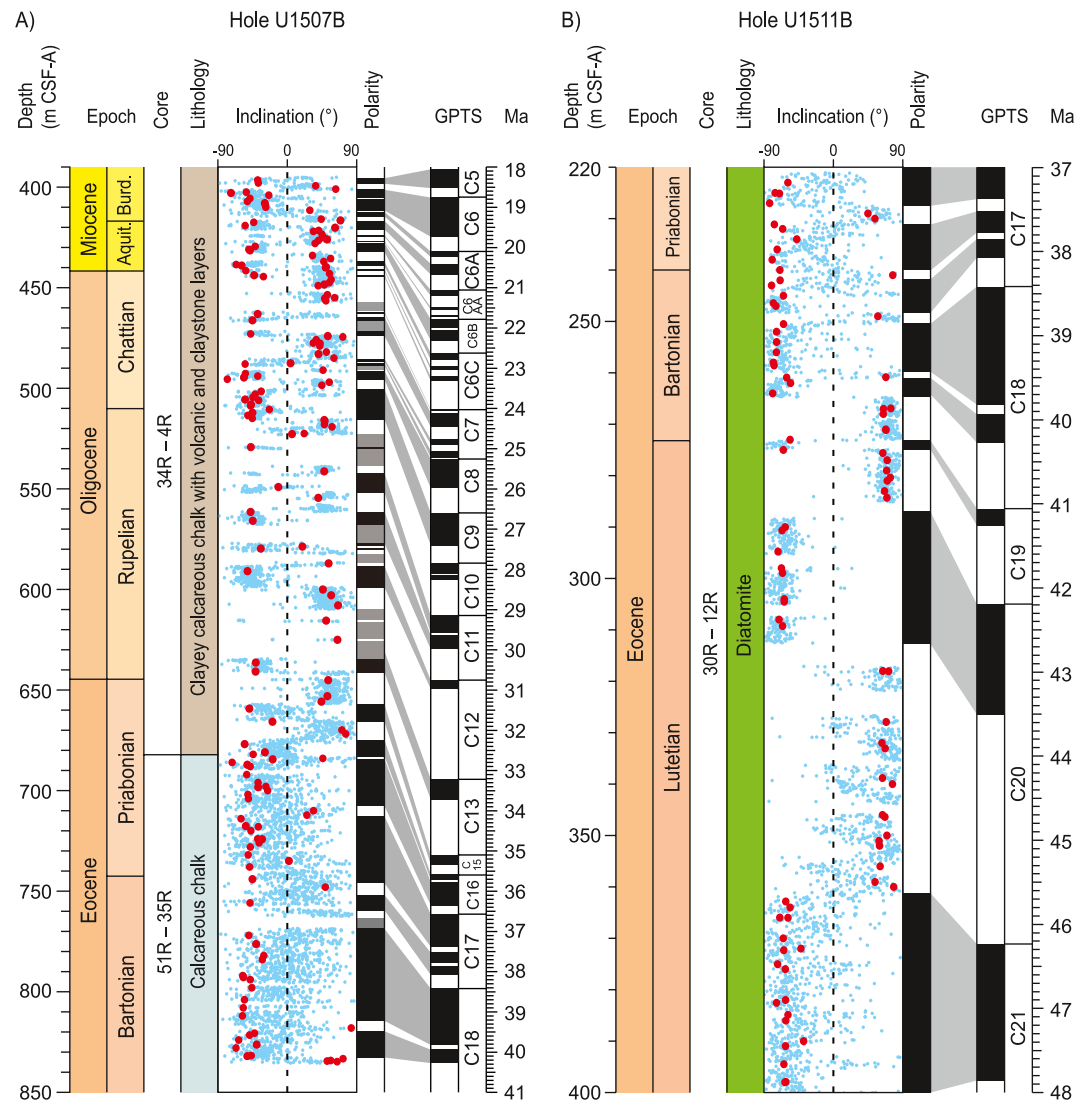 A)
Hole U1507B
Depth
(m CSF-A)
Epoch
Core
Lithology
Inclination (°)
Polarity
GPTS
Ma
-90
0
90
400
450
500
550
600
650
700
750
800
850
Miocene
Burd.
Aquit.
Oligocene
Chattian
Rupelian
Eocene
Priabonian
Bartonian
34R – 4R
51R – 35R
Clayey calcareous chalk with volcanic and claystone layers
Calcareous chalk
C5
C6
C6A
C6
AA
C6B
C6C
C7
C8
C9
C10
C11
C12
C13
C
15
C16
C17
C18
18
19
20
21
22
23
24
25
26
27
28
29
30
31
32
33
34
35
36
37
38
39
40
41
B)
Hole U1511B
Depth
(m CSF-A)
Epoch
Core
Lithology
Inclincation (°)
Polarity
GPTS
Ma
-90
0
90
220
250
300
350
400
Eocene
Priabonian
Bartonian
Lutetian
30R – 12R
Diatomite
C17
C18
C19
C20
C21
37
38
39
40
41
42
43
44
45
46
47
48